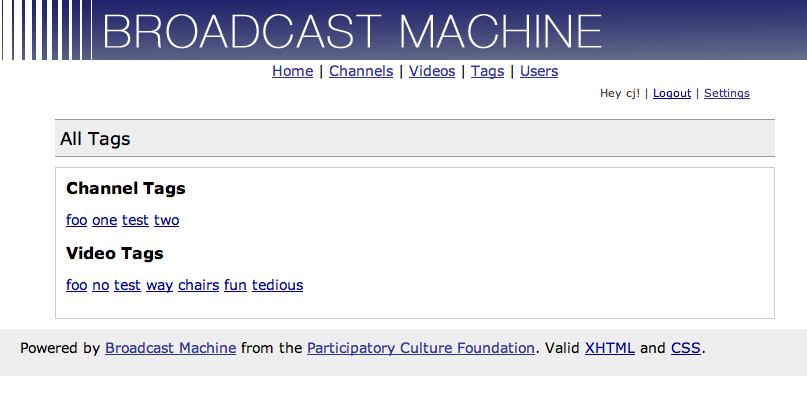 BROADCAST MACHINE
Home | Channels | Videos | Tags | Users
Hey cj! | Logout | Settings
All Tags
Channel Tags
foo one test two
Video Tags
foo no test way chairs fun tedious
Powered by Broadcast Machine from the Participatory Culture Foundation. Valid XHTML and CSS.